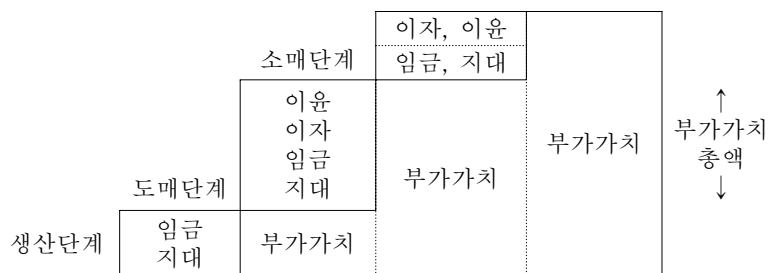 이자, 이윤
소매단계 임금, 지대
이윤
이자
임금
지대
도매단계
부가가치
부가가치
↑
부가가치
총액
↓
생산단계 임금
지대
부가가치